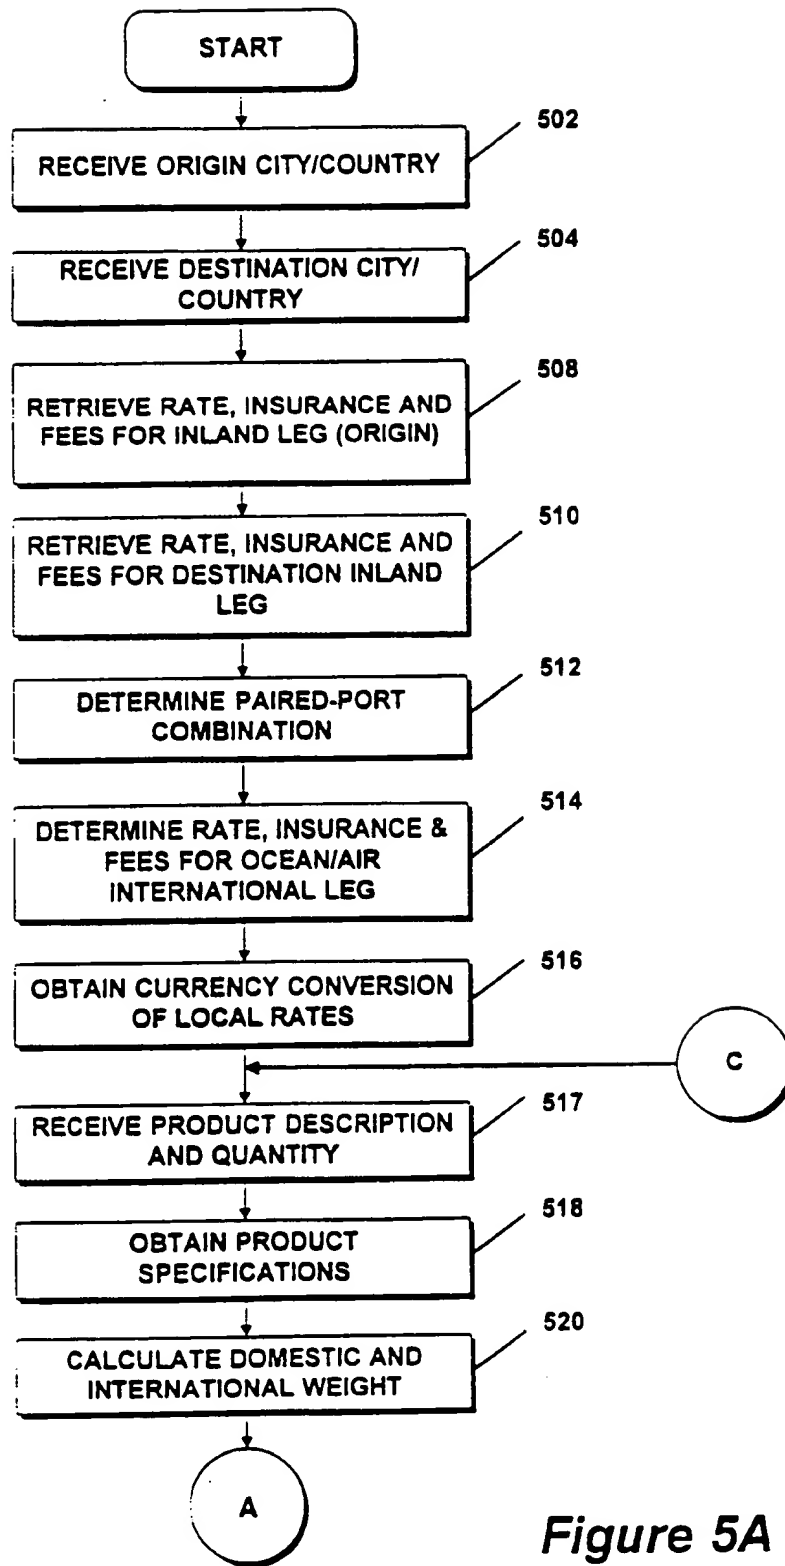 START
502
RECEIVE ORIGIN CITY/COUNTRY
504
RECEIVE DESTINATION CITY/
COUNTRY
508
RETRIEVE RATE, INSURANCE AND
FEES FOR INLAND LEG (ORIGIN)
510
RETRIEVE RATE, INSURANCE AND
FEES FOR DESTINATION INLAND
LEG
512
DETERMINE PAIRED-PORT
COMBINATION
514
DETERMINE RATE, INSURANCE &
FEES FOR OCEAN/AIR
INTERNATIONAL LEG
516
OBTAIN CURRENCY CONVERSION
OF LOCAL RATES
C
517
RECEIVE PRODUCT DESCRIPTION
AND QUANTITY
518
OBTAIN PRODUCT
SPECIFICATIONS
520
CALCULATE DOMESTIC AND
INTERNATIONAL WEIGHT
A
Figure 5A